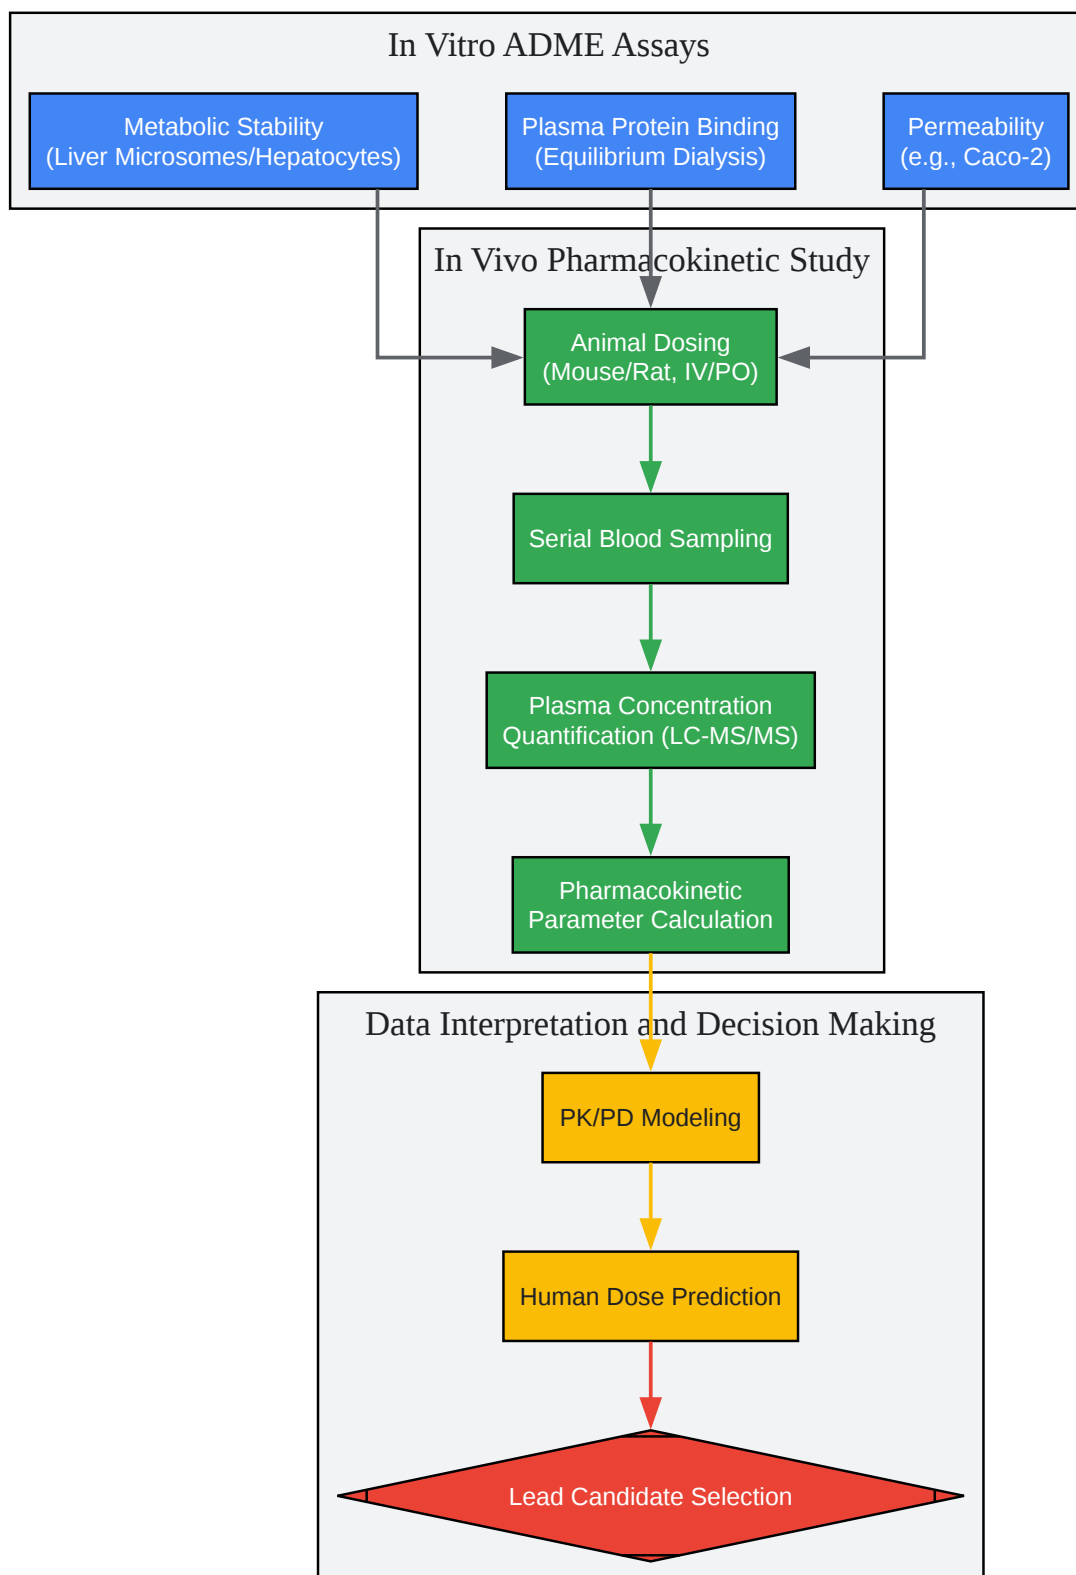 In Vitro ADME Assays
Metabolic Stability
(Liver Microsomes/Hepatocytes)
Plasma Protein Binding
(Equilibrium Dialysis)
Permeability
(e.g., Caco-2)
In Vivo Pharmacokinetic Study
Animal Dosing
(Mouse/Rat, IV/PO)
Serial Blood Sampling
Plasma Concentration
Quantification (LC-MS/MS)
Pharmacokinetic
Parameter Calculation
Data Interpretation and Decision Making
PK/PD Modeling
Human Dose Prediction
Lead Candidate Selection